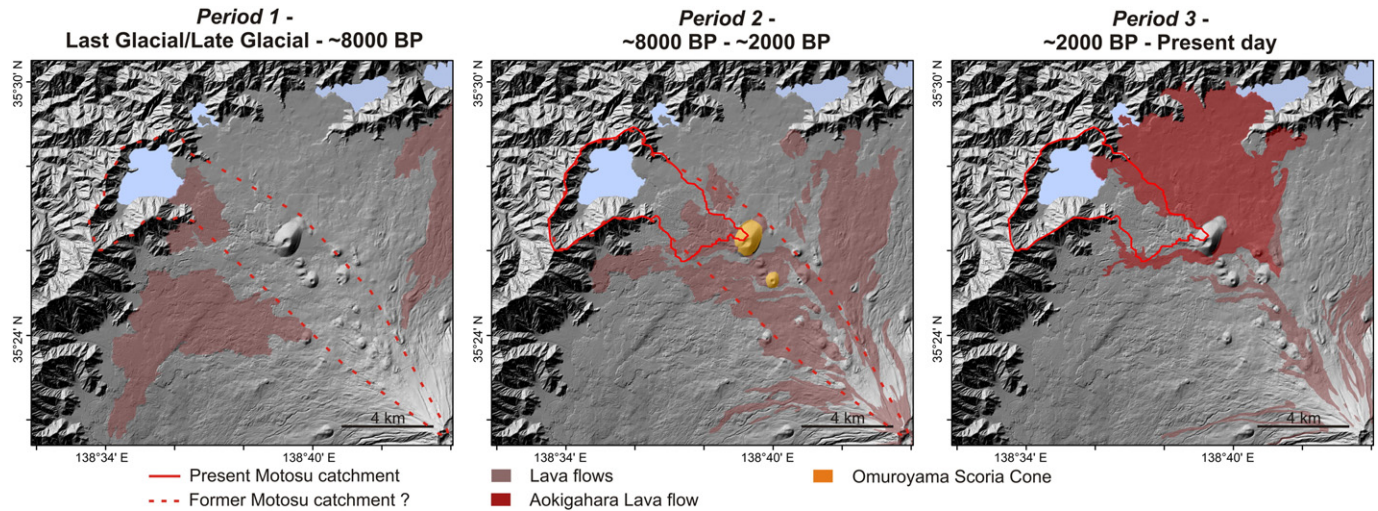 Period 1 -
Last Glacial/Late Glacial - ~8000 BP
Period 2 -
~8000 BP - ~2000 BP
Period 3 -
~2000 BP - Present day
35°30' N
35°24' N
4 km
138°34' E
138°40' E
35°30' N
35°24' N
4 km
138°34' E
138°40' E
35°30' N
35°24' N
4 km
138°34' E
138°40' E
Present Motosu catchment
Former Motosu catchment ?
Lava flows
Aokigahara Lava flow
Omuroyama Scoria Cone